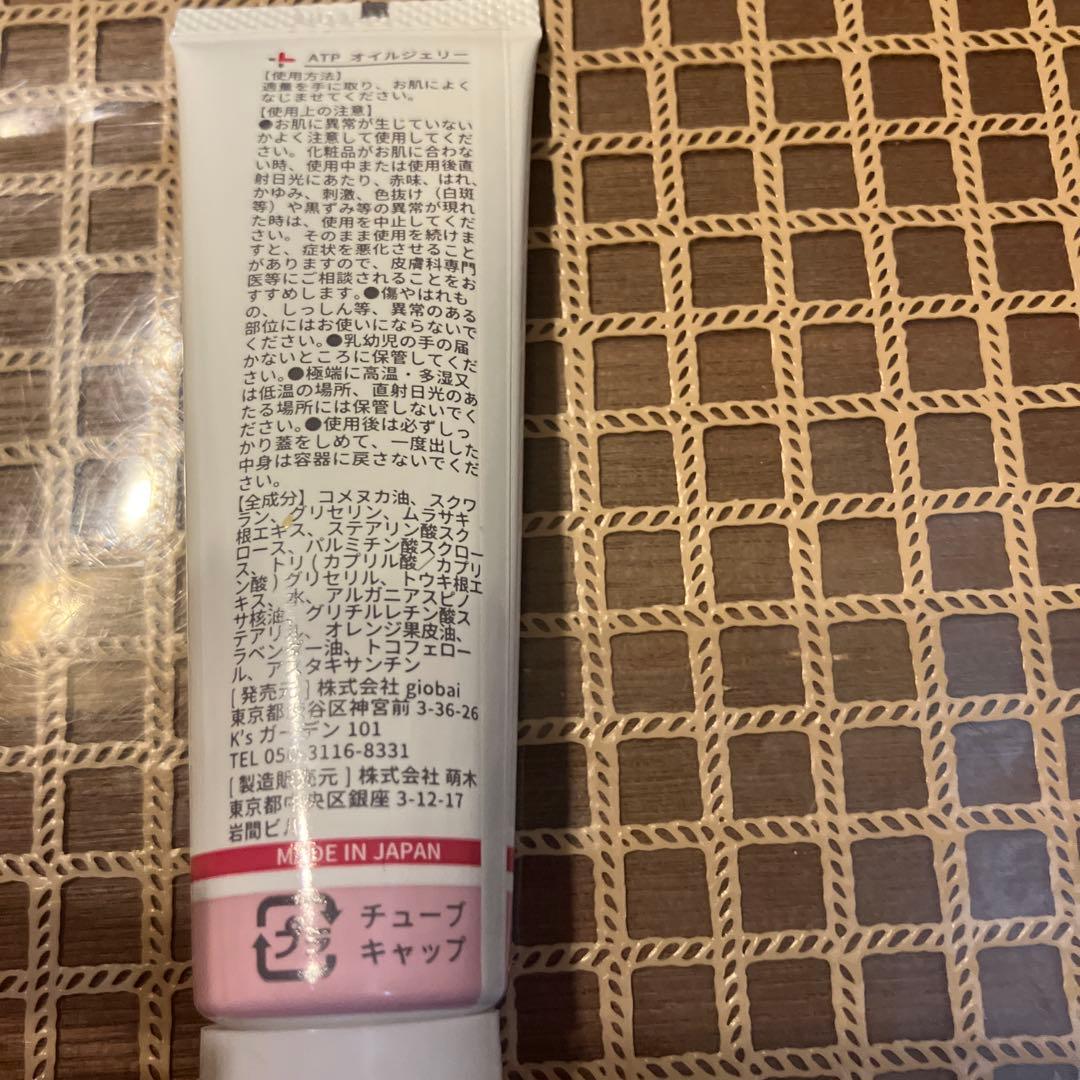 ATP オイルジェリー
【使用方法】
適量を手に取り、お肌によく
なじませてください。
【使用上の注意】
●お肌に異常が生じていない
かよく注意して使用してくだ
さい。化粧品がお肌に合わな
い時、使用中または使用後直
射日光にあたり、赤味、はれ、
かゆみ、刺激、色抜け（白斑
等）や黒ずみ等の異常が現れ
た時は、使用を中止してくだ
さい。そのまま使用を続けま
すと、症状を悪化させること
がありますので、皮膚科専門
医等にご相談されることをお
すすめします。●傷やはれも
の、しっしん等、異常のある
部位にはお使いにならないで
ください。●乳幼児の手の届
かないところに保管してくだ
さい。●極端に高温・多湿又
は低温の場所、直射日光のあ
たる場所には保管しないでく
ださい。●使用後は必ずしっ
かり蓋をしめて、一度出した
中身は容器に戻さないでくだ
さい。
【全成分】コメヌカ油、スクワ
ラン、グリセリン、ムラサキ
根エキス、ステアリン酸スク
ロース、パルミチン酸スクロー
ス、トリ(カプリル酸／カプリ
ン酸)グリセリル、トウキ根エ
キス、水、アルガニアスピノ
サ核油、グリチルレチン酸ス
テアリル、オレンジ果皮油、
ラベンダー油、トコフェロー
ル、アスタキサンチン
[発売元]株式会社 giobai
東京都渋谷区神宮前 3-36-26
K's ガーデン 101
TEL 050-3116-8331
[製造販売元]株式会社 萌木
東京都中央区銀座 3-12-17
岩間ビル
MADE IN JAPAN
プラ
チューブ
キャップ